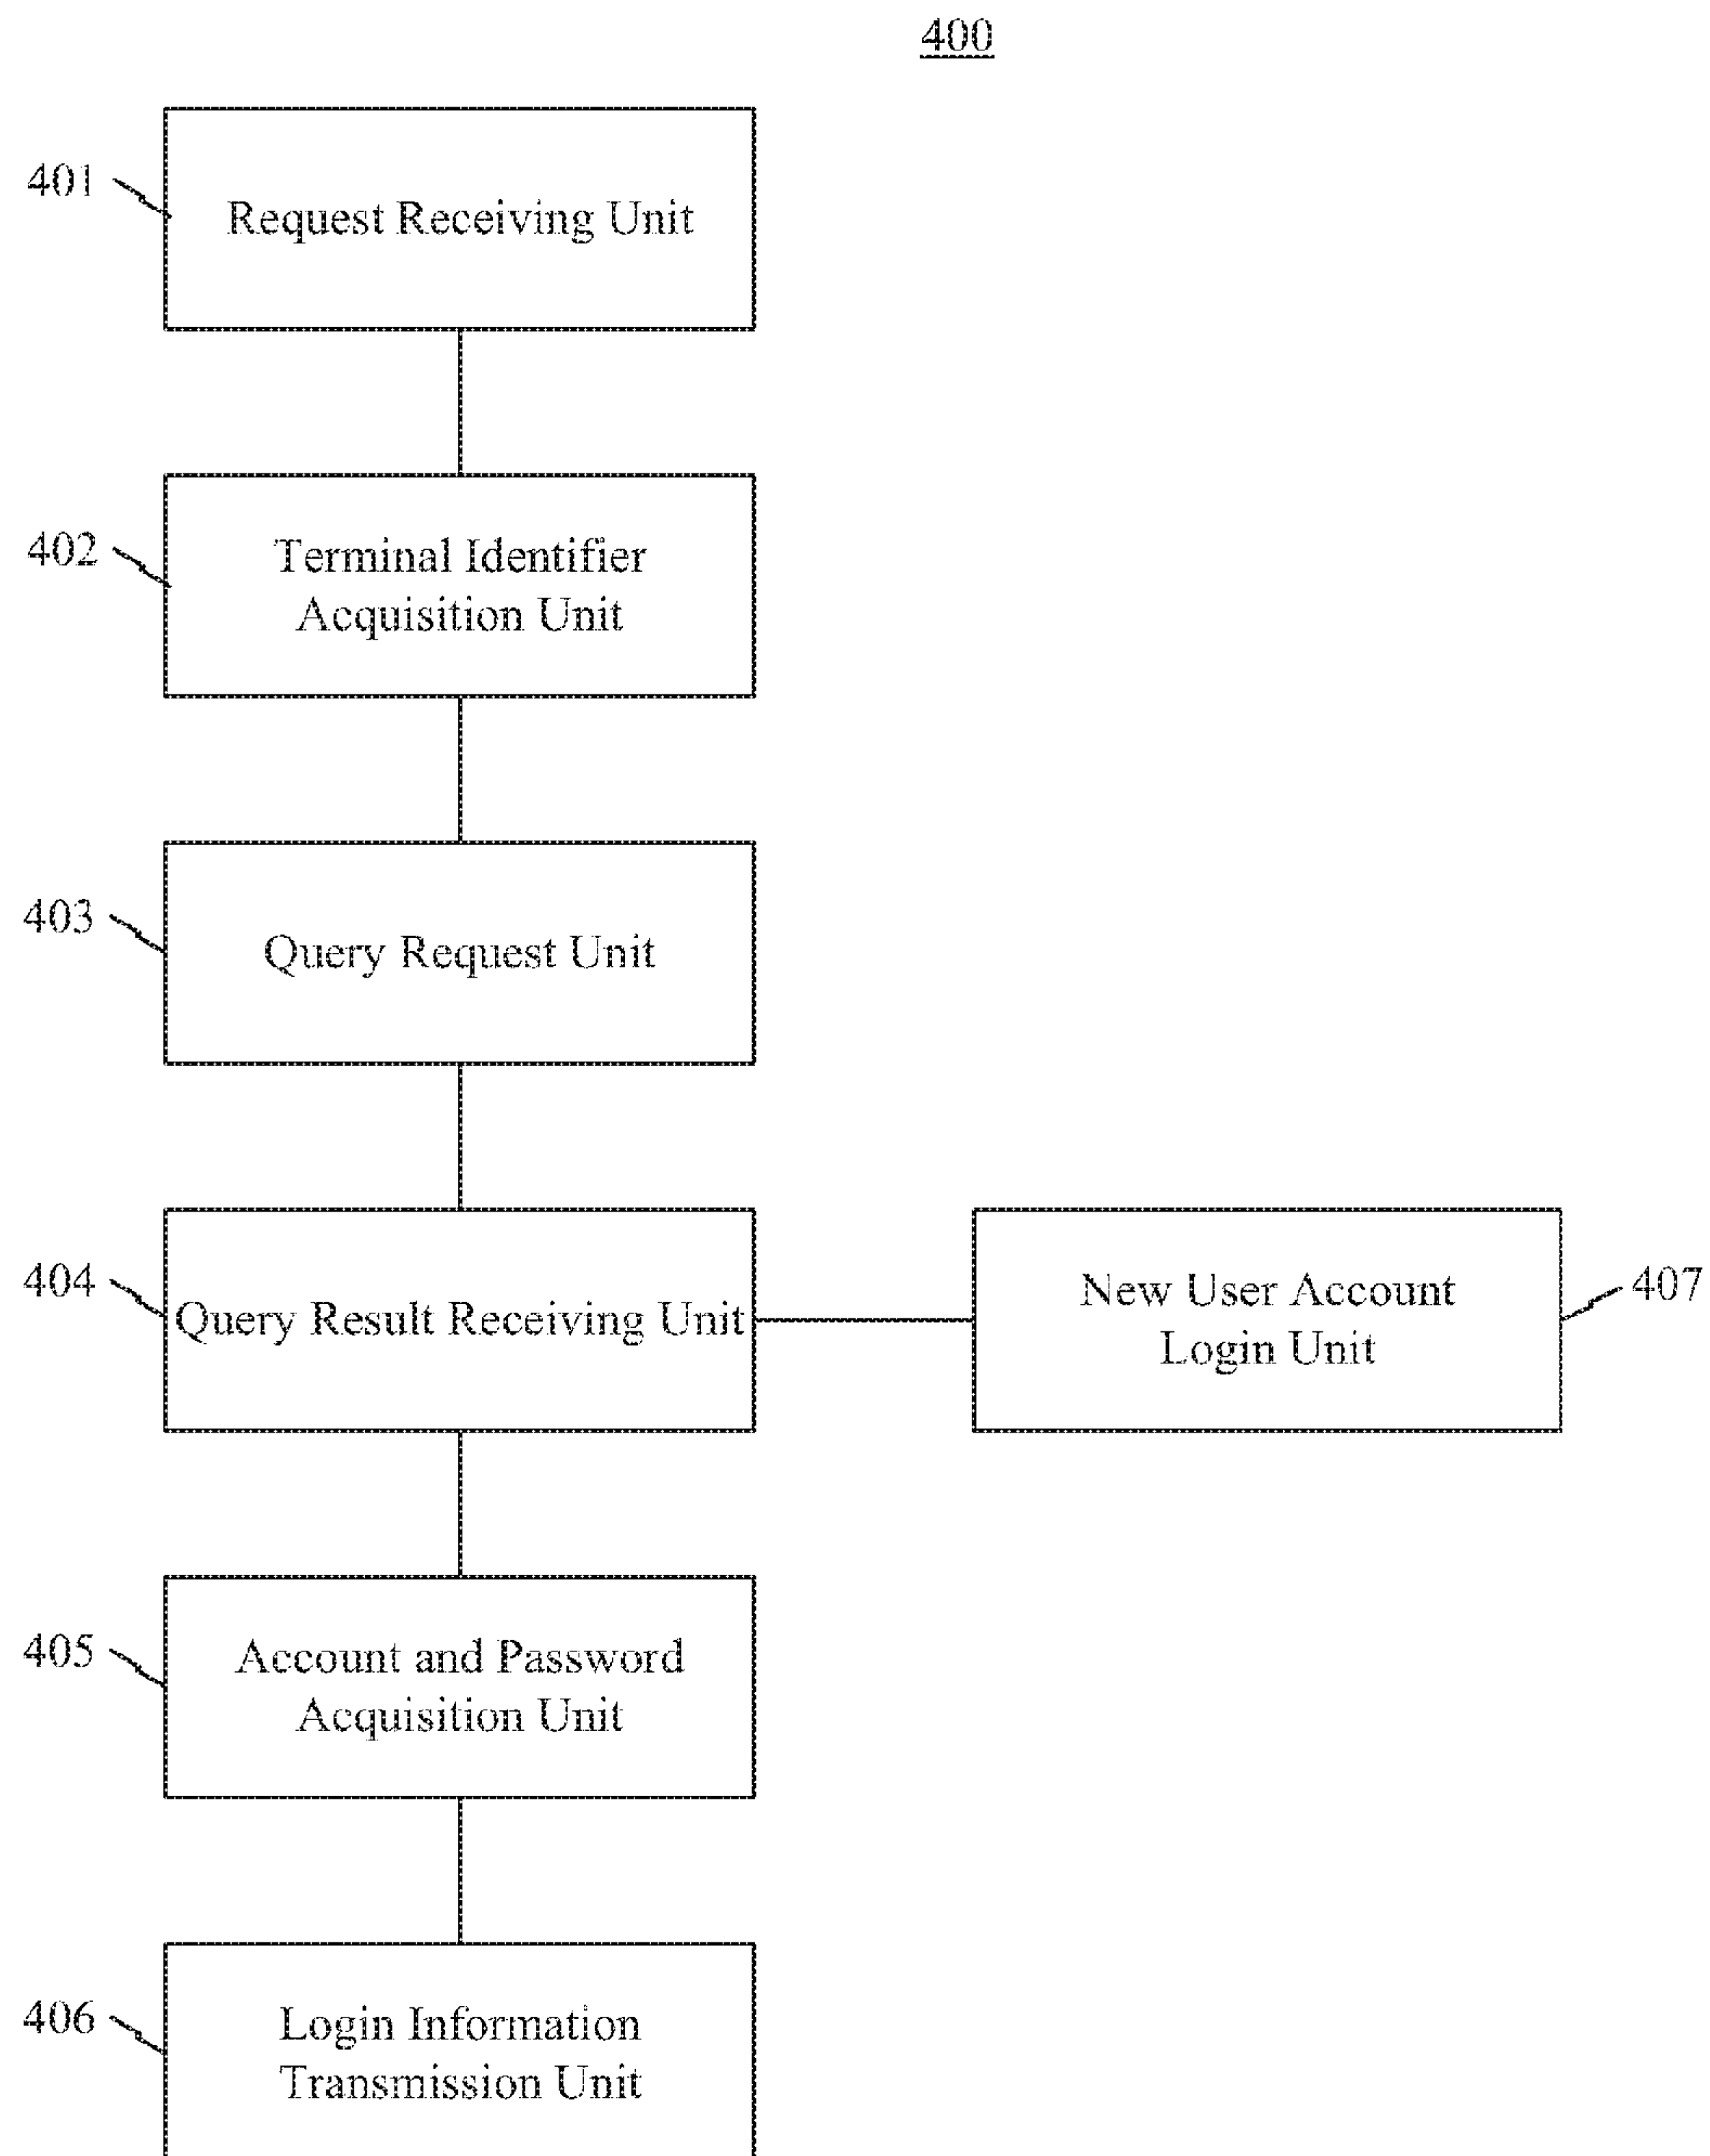 400
401
Request Receiving Unit
402
Terminal Identifier
Acquisition Unit
403
Query Request Unit
404
Query Result Receiving Unit
New User Account
Login Unit
407
405
Account and Password
Acquisition Unit
406
Login Information
Transmission Unit